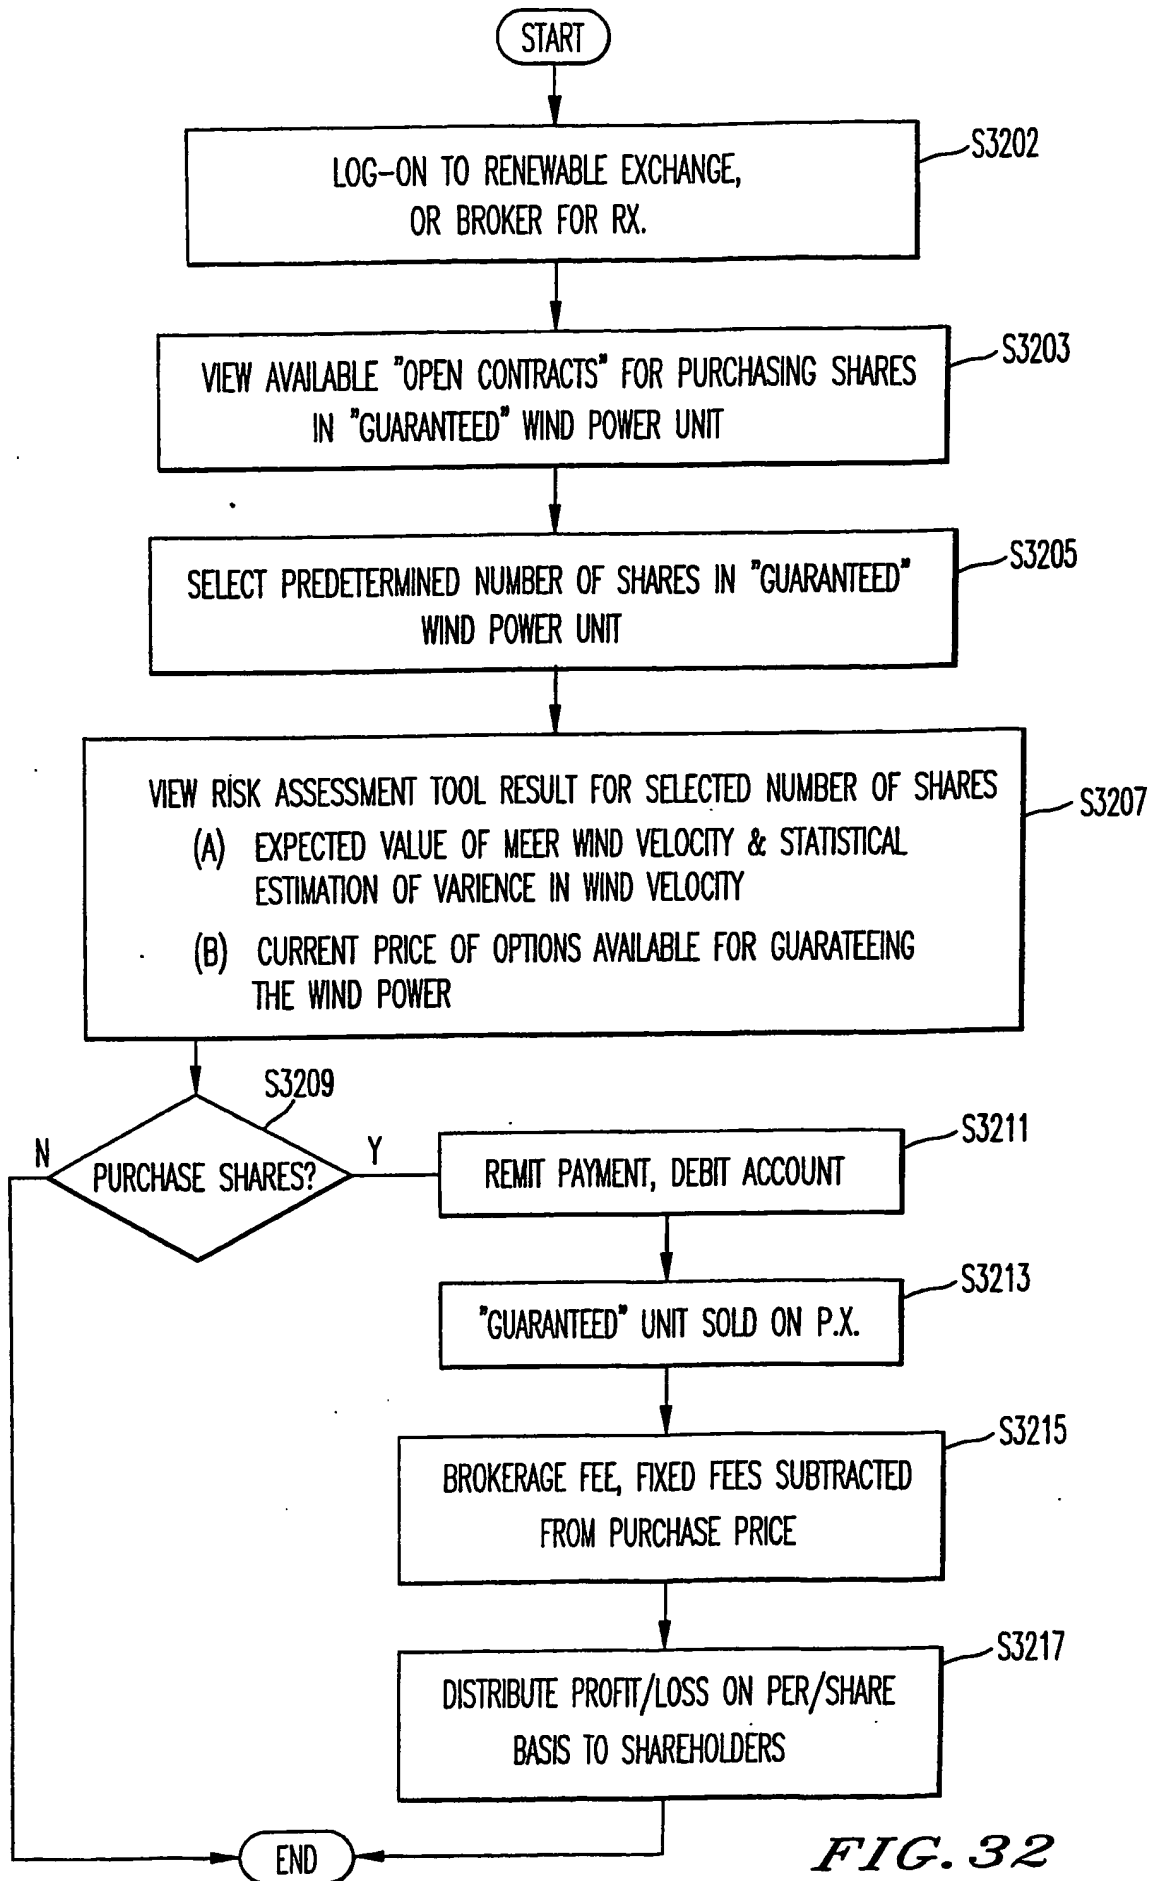 START
LOG-ON TO RENEWABLE EXCHANGE,
OR BROKER FOR RX.
S3202
VIEW AVAILABLE "OPEN CONTRACTS" FOR PURCHASING SHARES
IN "GUARANTEED" WIND POWER UNIT
S3203
SELECT PREDETERMINED NUMBER OF SHARES IN "GUARANTEED"
WIND POWER UNIT
S3205
VIEW RISK ASSESSMENT TOOL RESULT FOR SELECTED NUMBER OF SHARES
(A) EXPECTED VALUE OF MEER WIND VELOCITY & STATISTICAL
ESTIMATION OF VARIENCE IN WIND VELOCITY
(B) CURRENT PRICE OF OPTIONS AVAILABLE FOR GUARATEEING
THE WIND POWER
S3207
S3209
N
PURCHASE SHARES?
Y
REMIT PAYMENT, DEBIT ACCOUNT
S3211
"GUARANTEED" UNIT SOLD ON P.X.
S3213
BROKERAGE FEE, FIXED FEES SUBTRACTED
FROM PURCHASE PRICE
S3215
DISTRIBUTE PROFIT/LOSS ON PER/SHARE
BASIS TO SHAREHOLDERS
S3217
END
FIG. 32